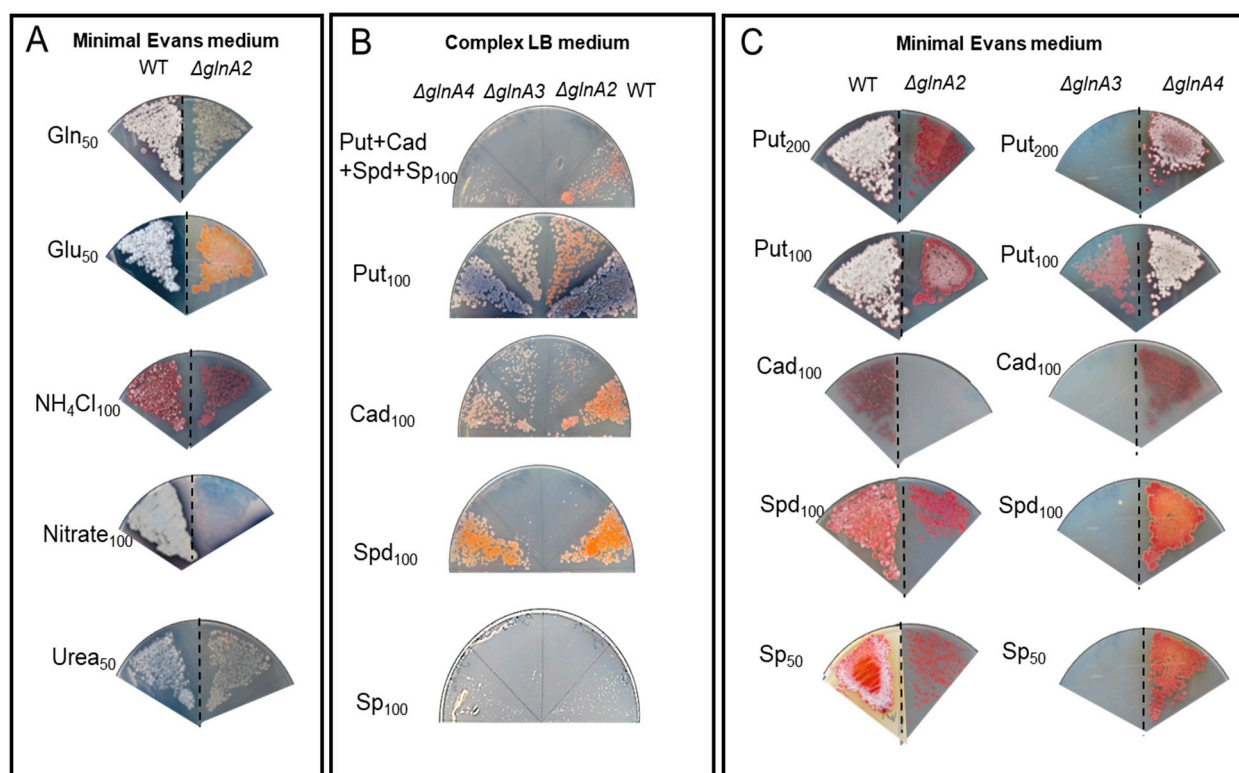 A
Minimal Evans medium
WT ΔglnA2
Gln50
Glu50
NH4Cl100
Nitrate100
Urea50
B
Complex LB medium
ΔglnA4 ΔglnA3 ΔglnA2 WT
Put+Cad
+Spd+Sp100
Put100
Cad100
Spd100
Sp100
C
Minimal Evans medium
WT ΔglnA2 ΔglnA3 ΔglnA4
Put200 Put200
Put100 Put100
Cad100 Cad100
Spd100 Spd100
Sp50 Sp50